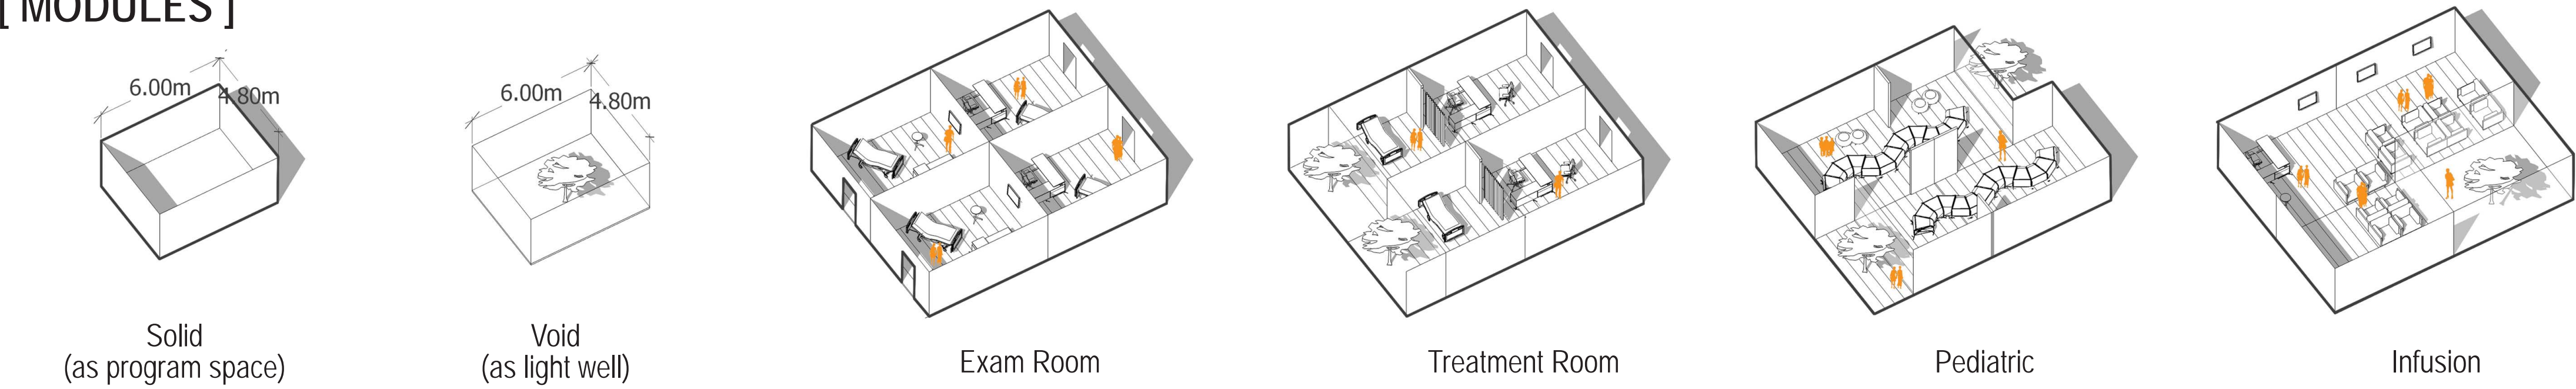 [ MODULES ]
6.00m
4.80m
6.00m
4.80m
Solid
(as program space)
Void
(as light well)
Exam Room
Treatment Room
Pediatric
Infusion